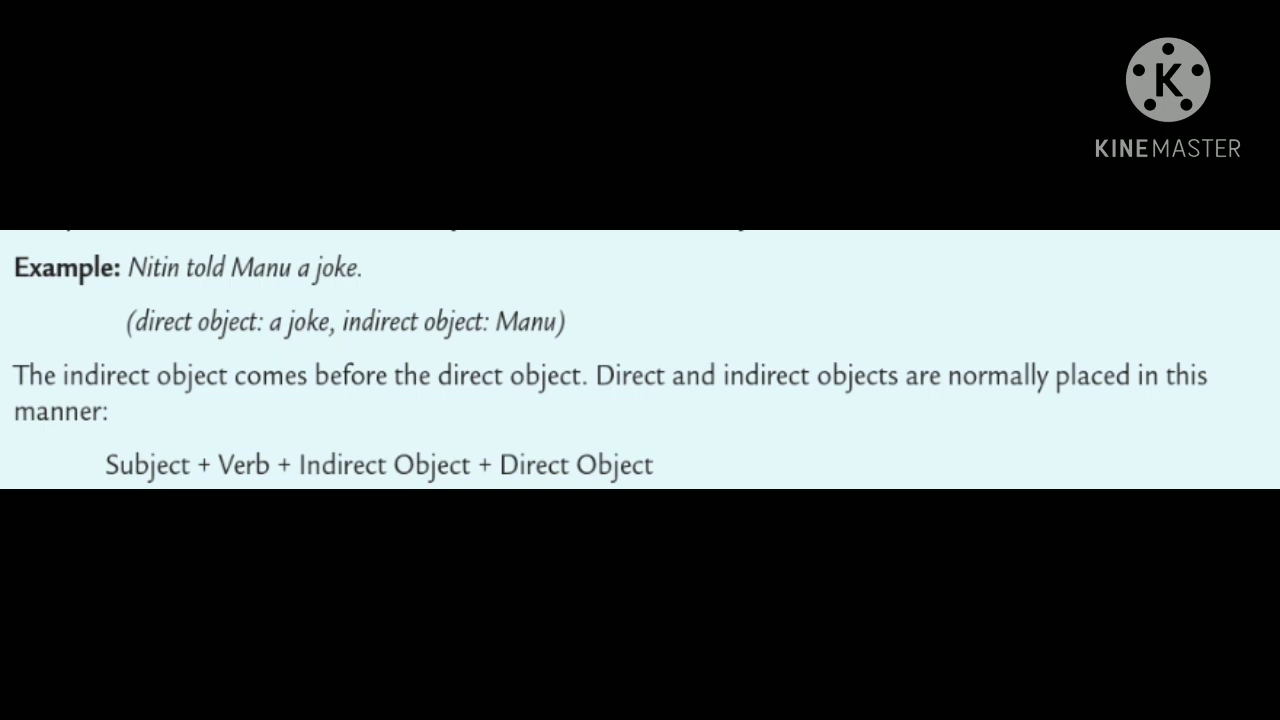 KINEMASTER
Example: Nitin told Manu a joke.
(direct object: a joke, indirect object: Manu)
The indirect object comes before the direct object. Direct and indirect objects are normally placed in this
manner:
Subject + Verb + Indirect Object + Direct Object